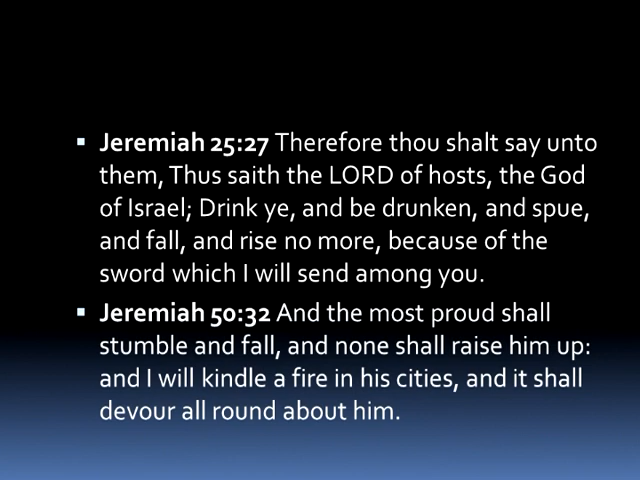 ▪ Jeremiah 25:27 Therefore thou shalt say unto
them, Thus saith the LORD of hosts, the God
of Israel; Drink ye, and be drunken, and spue,
and fall, and rise no more, because of the
sword which I will send among you.
▪ Jeremiah 50:32 And the most proud shall
stumble and fall, and none shall raise him up:
and I will kindle a fire in his cities, and it shall
devour all round about him.